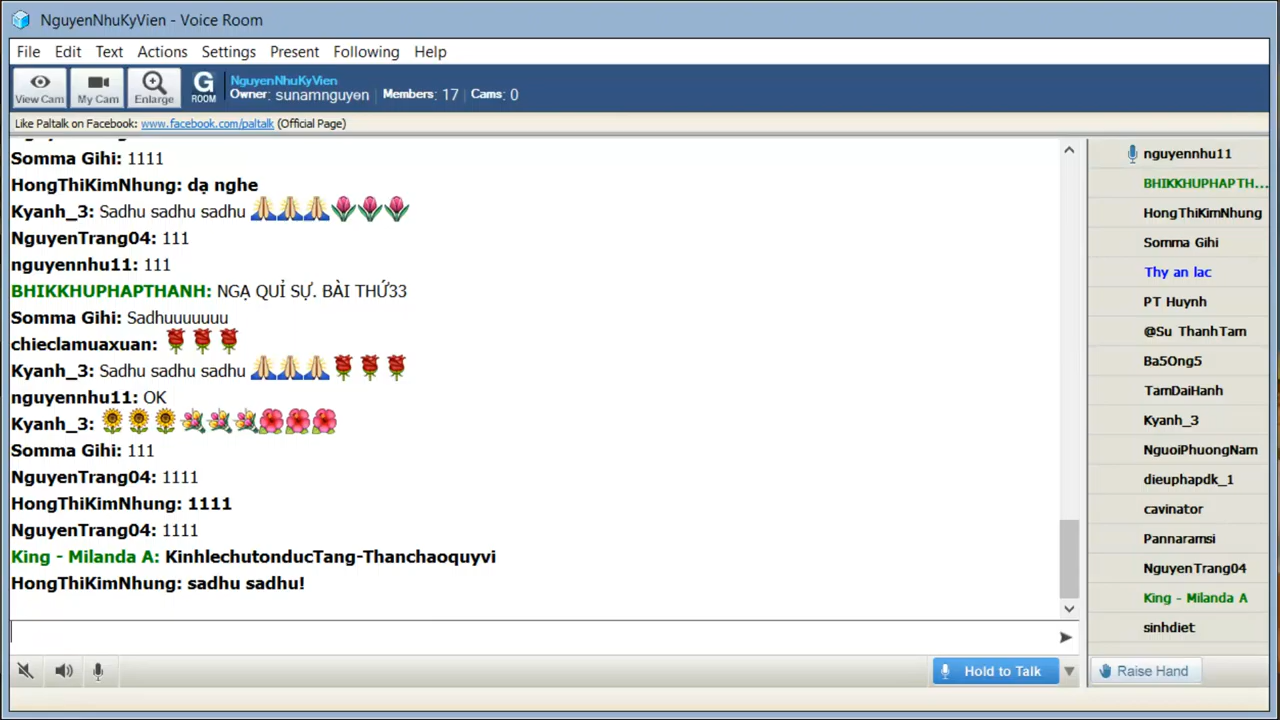 NguyenNhuKyVien - Voice Room
File Edit Text Actions Settings Present Following Help
View Cam My Cam Enlarge G ROOM
NguyenNhuKyVien
Owner: sunamnguyen Members: 17 Cams: 0
Like Paltalk on Facebook: www.facebook.com/paltalk (Official Page)
Somma Gihi: 1111
HongThiKimNhung: dạ nghe
Kyanh_3: Sadhu sadhu sadhu
NguyenTrang04: 111
nguyennhu11: 111
BHIKKHUPHAPTHANH: NGẠ QUỈ SỰ. BÀI THỨ33
Somma Gihi: Sadhuuuuuuu
chieclamuaxuan:
Kyanh_3: Sadhu sadhu sadhu
nguyennhu11: OK
Kyanh_3:
Somma Gihi: 111
NguyenTrang04: 1111
HongThiKimNhung: 1111
NguyenTrang04: 1111
King - Milanda A: KinhlechutonducTang-Thanchaoquyvi
HongThiKimNhung: sadhu sadhu!
nguyennhu11
BHIKKHUPHAPTH...
HongThiKimNhung
Somma Gihi
Thy an lac
PT Huynh
@Su ThanhTam
Ba5Ong5
TamDaiHanh
Kyanh_3
NguoiPhuongNam
dieuphapdk_1
cavinator
Pannaramsi
NguyenTrang04
King - Milanda A
sinhdiet
Hold to Talk
Raise Hand